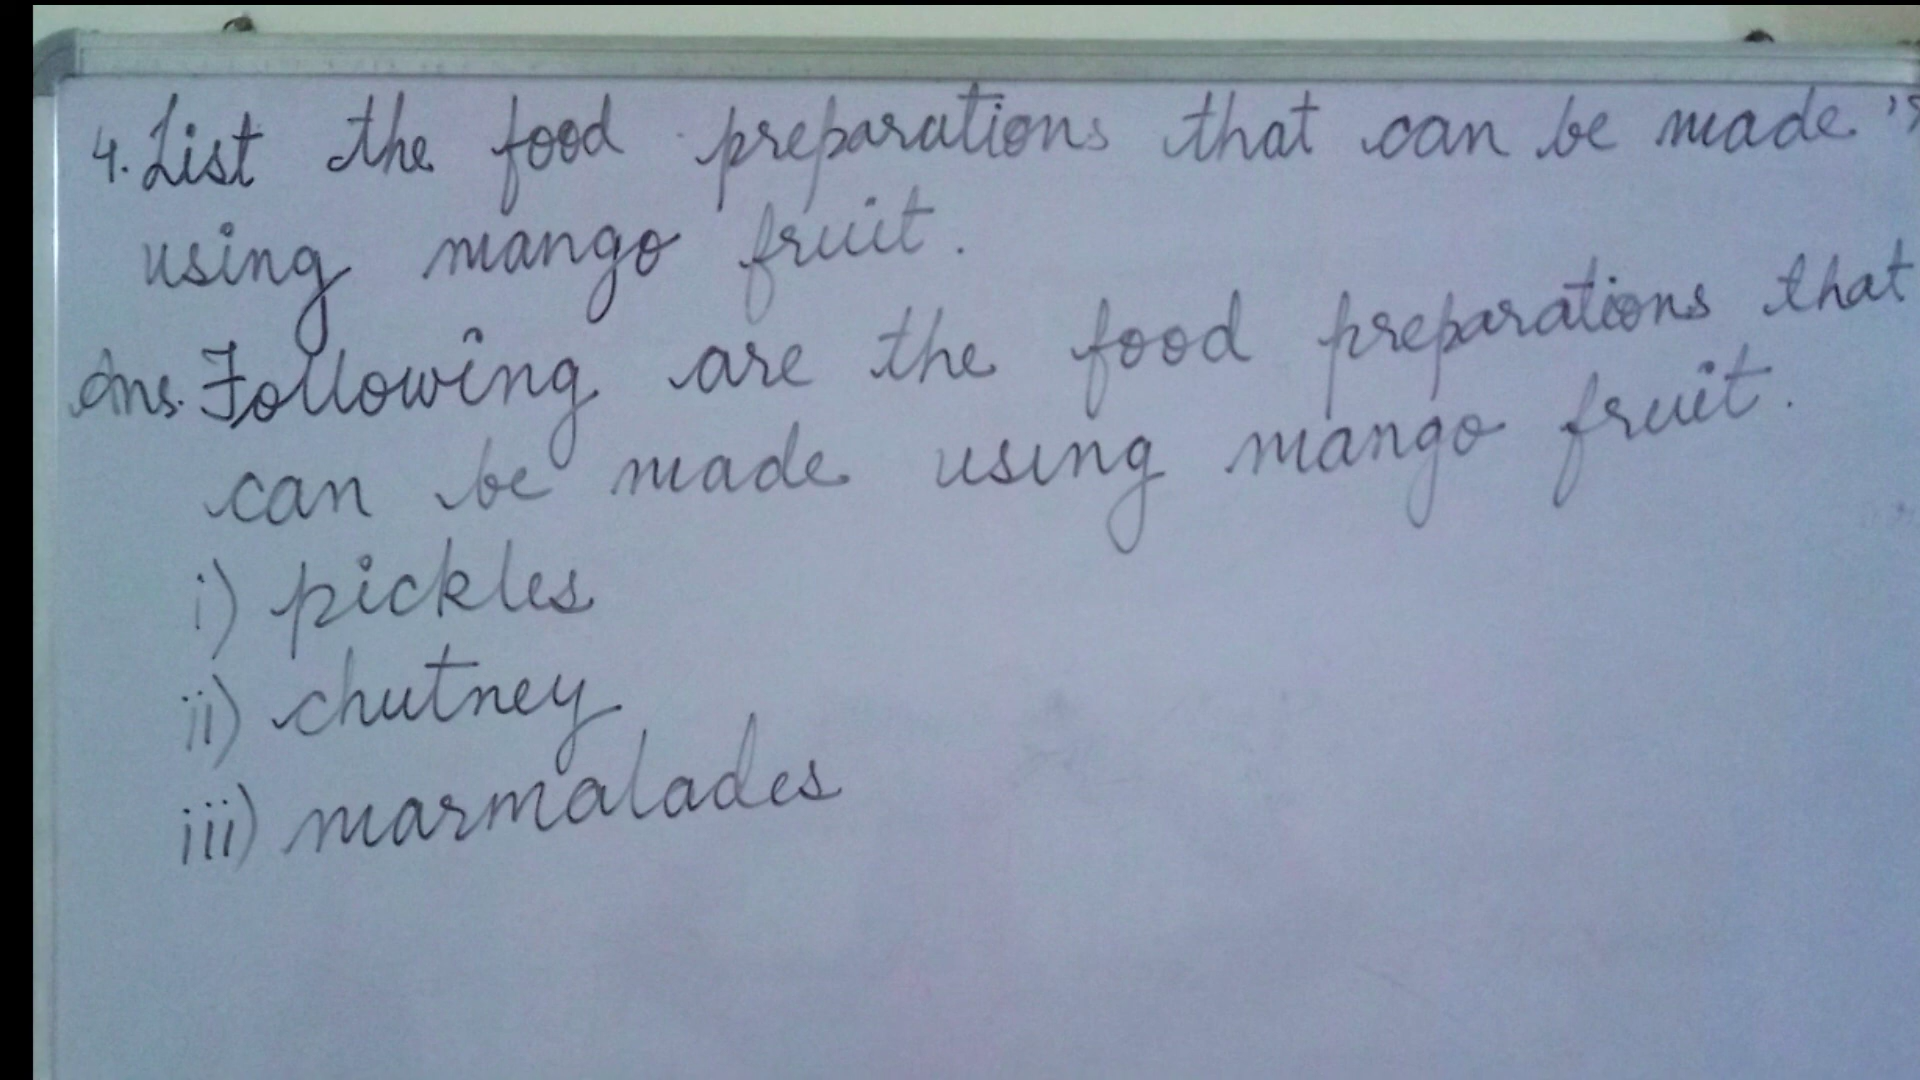 4. List the food preparations that can be made
using mango fruit.
Ans. Following are the food preparations that
can be made using mango fruit.
i) pickles
ii) chutney
iii) marmalades